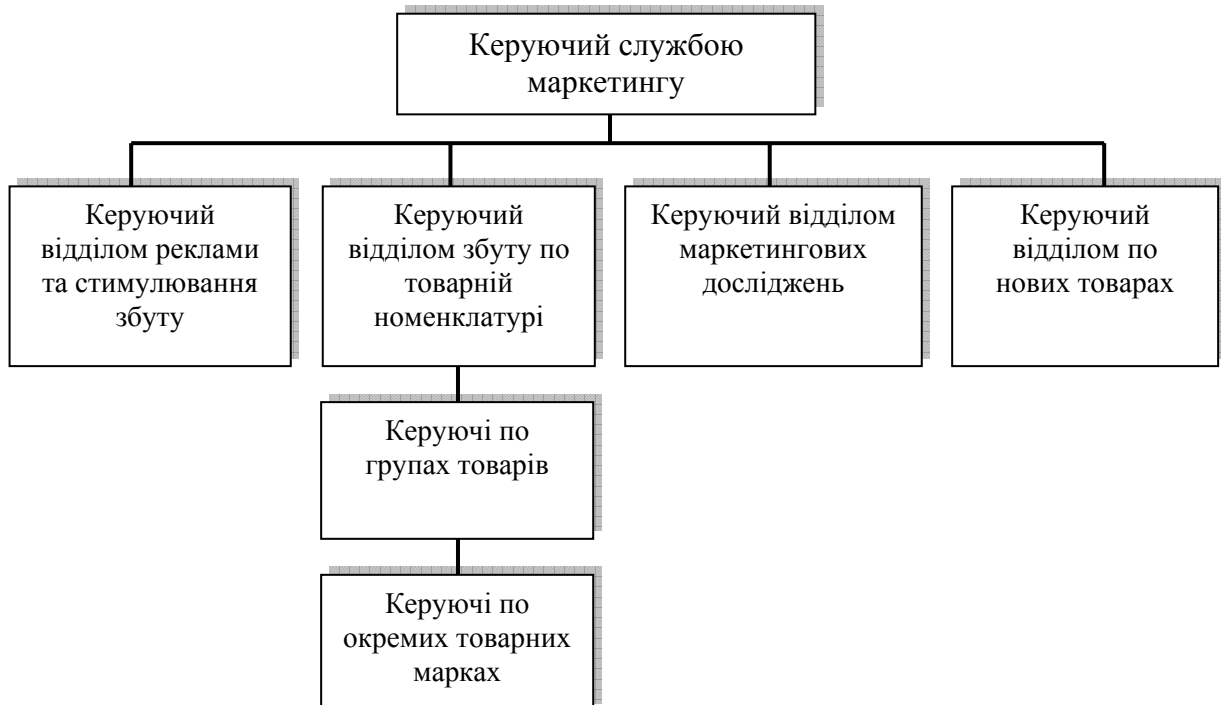 Керуючий службою
маркетингу
Керуючий
відділом реклами
та стимулювання
збуту
Керуючий
відділом збуту по
товарній
номенклатурі
Керуючий відділом
маркетингових
досліджень
Керуючий
відділом по
нових товарах
Керуючі по
групах товарів
Керуючі по
окремих товарних
марках